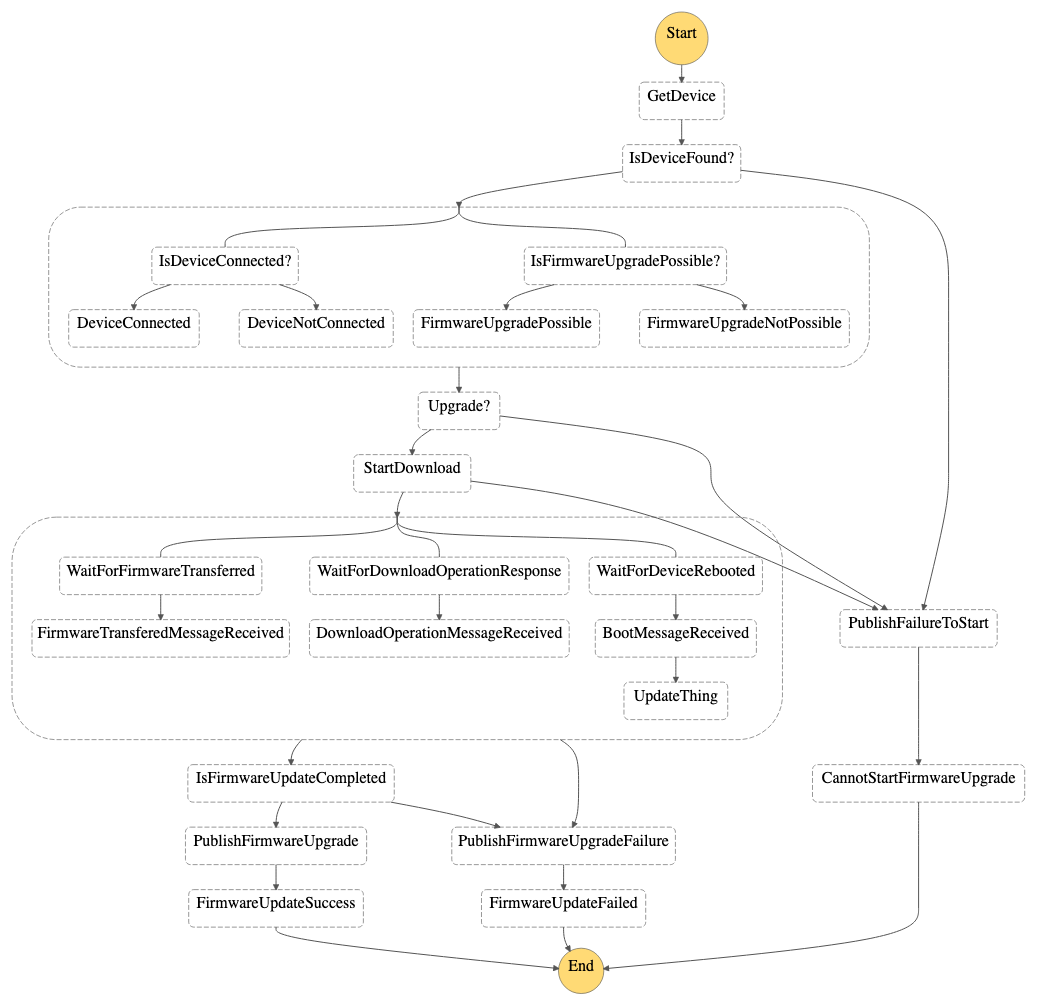 Start
GetDevice
IsDeviceFound?
IsDeviceConnected?
IsFirmwareUpgradePossible?
DeviceConnected
DeviceNotConnected
FirmwareUpgradePossible
FirmwareUpgradeNotPossible
Upgrade?
StartDownload
WaitForFirmwareTransferred
WaitForDownloadOperationResponse
WaitForDeviceRebooted
FirmwareTransferedMessageReceived
DownloadOperationMessageReceived
BootMessageReceived
PublishFailureToStart
UpdateThing
IsFirmwareUpdateCompleted
CannotStartFirmwareUpgrade
PublishFirmwareUpgrade
PublishFirmwareUpgradeFailure
FirmwareUpdateSuccess
FirmwareUpdateFailed
End